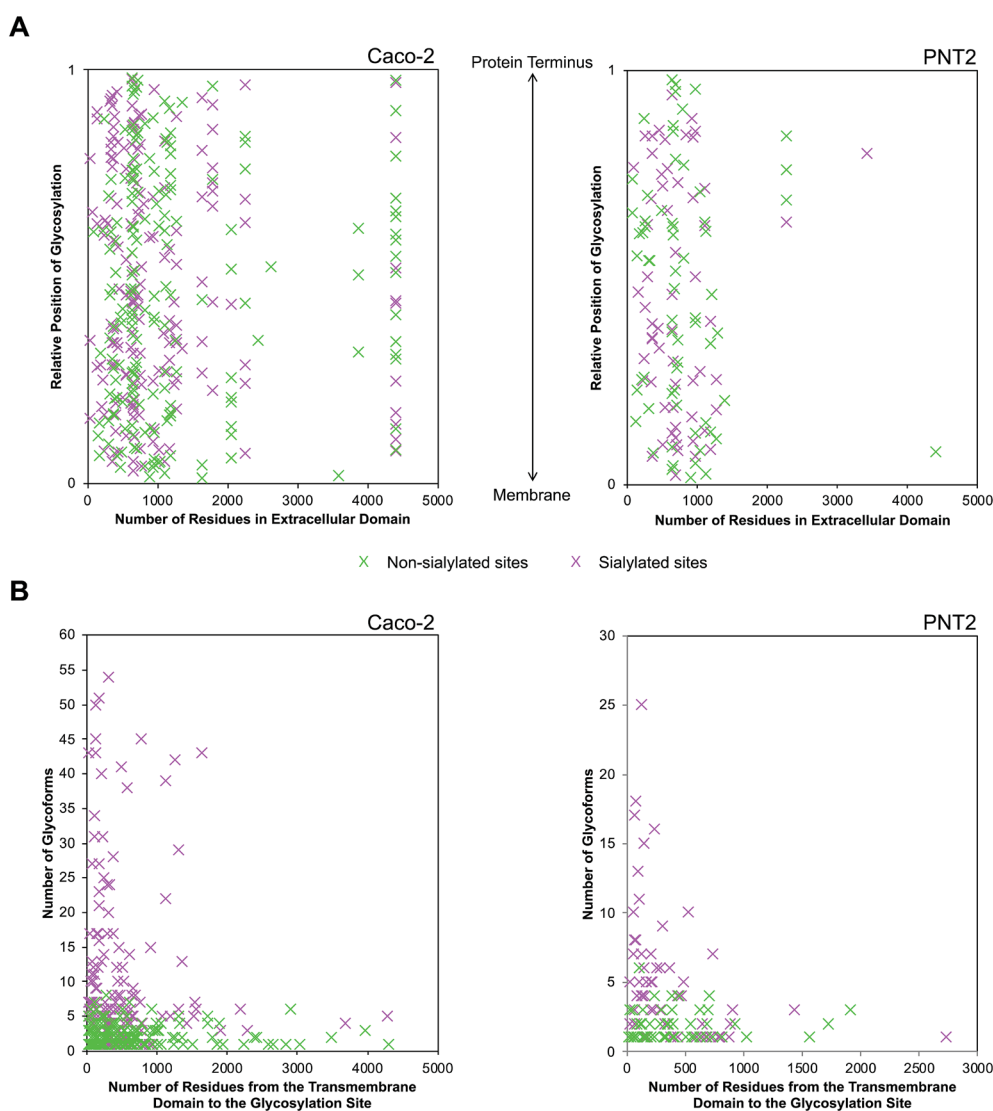 A
Caco-2
Protein Terminus
PNT2
1
0
Relative Position of Glycosylation
0
1000
2000
3000
4000
5000
Number of Residues in Extracellular Domain
Membrane
1
0
Relative Position of Glycosylation
0
1000
2000
3000
4000
5000
Number of Residues in Extracellular Domain
Non-sialylated sites
Sialylated sites
B
Caco-2
60
55
50
45
40
35
30
25
20
15
10
5
0
Number of Glycoforms
0
1000
2000
3000
4000
5000
Number of Residues from the Transmembrane
Domain to the Glycosylation Site
PNT2
30
25
20
15
10
5
0
Number of Glycoforms
0
500
1000
1500
2000
2500
3000
Number of Residues from the Transmembrane
Domain to the Glycosylation Site